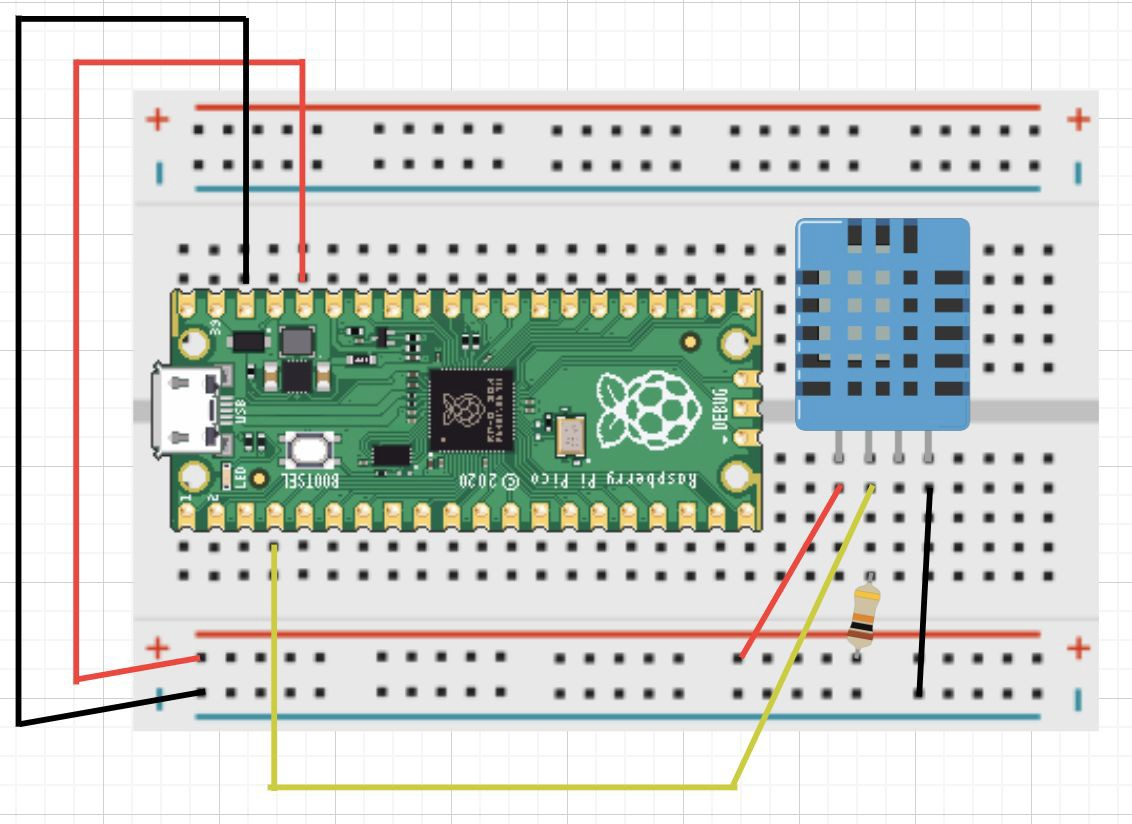 +
+
39
USB
DEBUG
LED
BOOTSEL
Raspberry Pi Pico © 2020
1
2
+
+